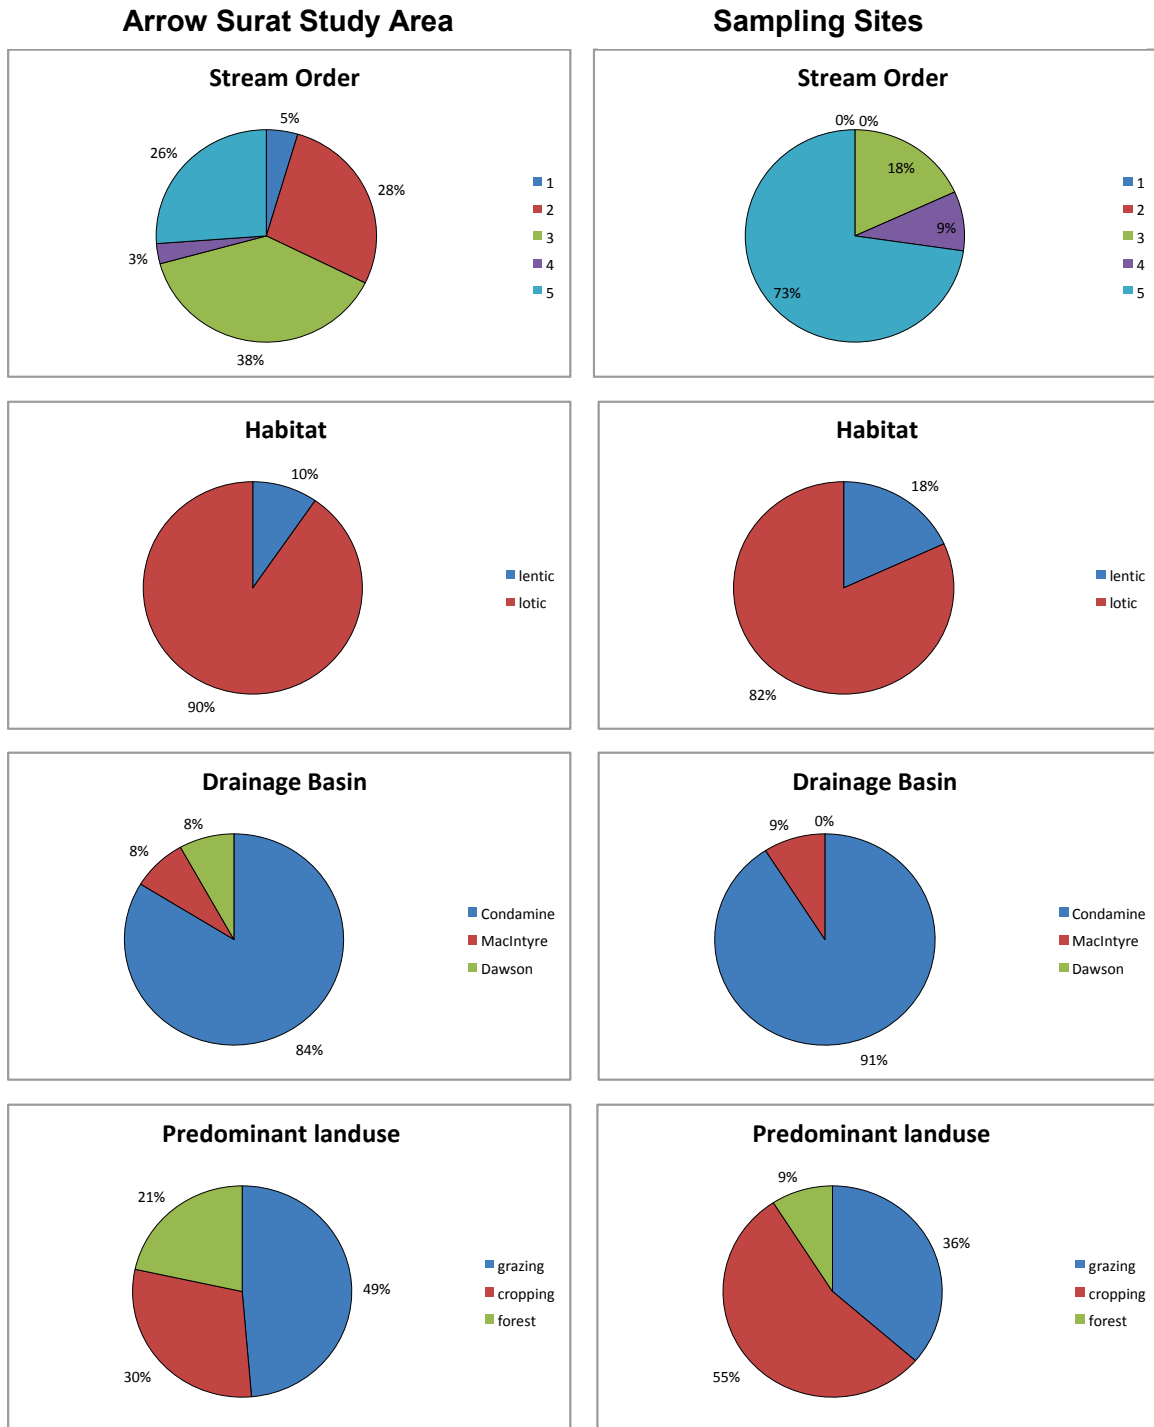 Arrow Surat Study Area
Sampling Sites
Stream Order
5%
28%
38%
3%
26%
1
2
3
4
5
Stream Order
0% 0%
18%
9%
73%
1
2
3
4
5
Habitat
10%
90%
lentic
lotic
Habitat
18%
82%
lentic
lotic
Drainage Basin
8%
8%
84%
Condamine
MacIntyre
Dawson
Drainage Basin
9%
0%
91%
Condamine
MacIntyre
Dawson
Predominant landuse
21%
49%
30%
grazing
cropping
forest
Predominant landuse
9%
36%
55%
grazing
cropping
forest